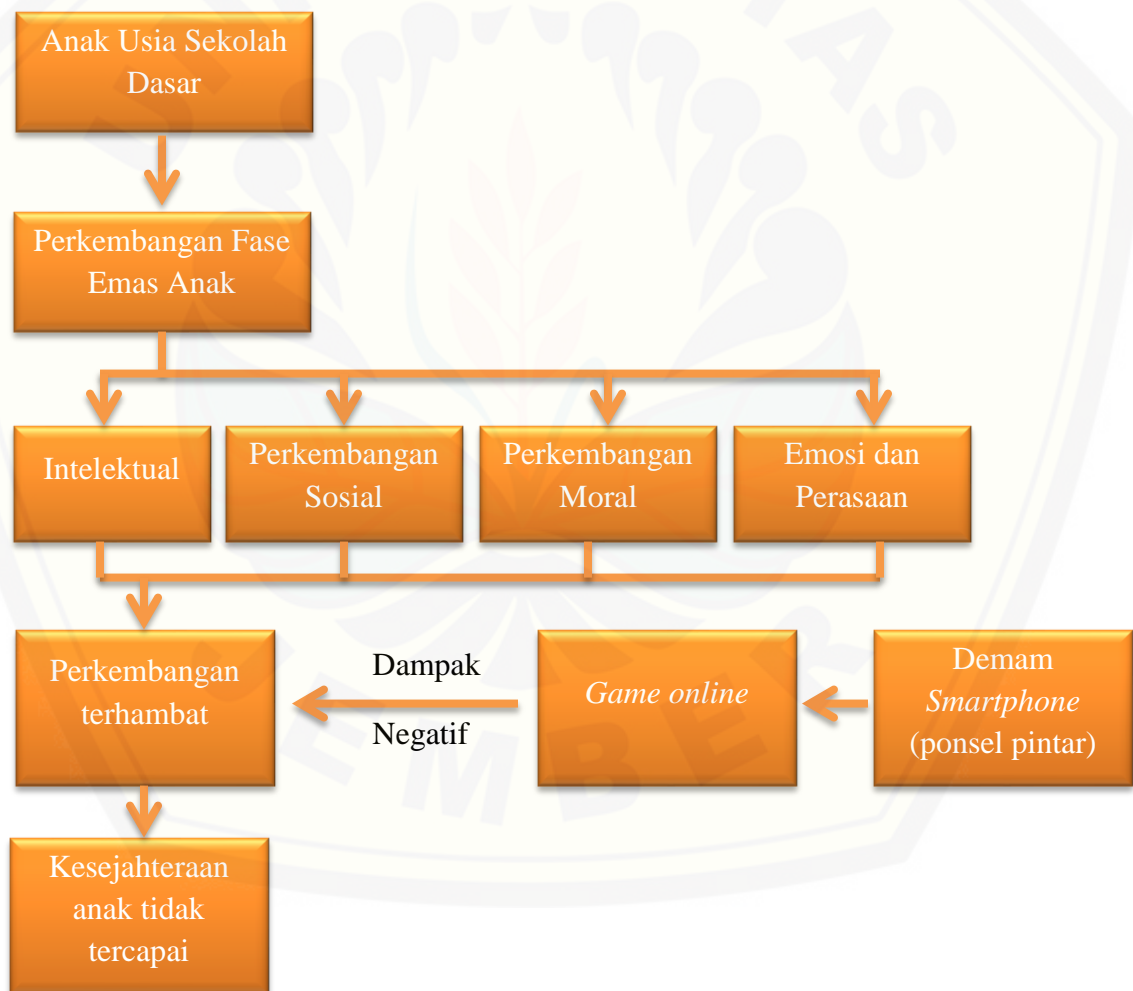 Anak Usia Sekolah
Dasar
Perkembangan Fase
Emas Anak
Intelektual
Perkembangan
Sosial
Perkembangan
Moral
Emosi dan
Perasaan
Perkembangan
terhambat
Dampak
Negatif
Game online
Demam
Smartphone
(ponsel pintar)
Kesejahteraan
anak tidak
tercapai
JEMBER